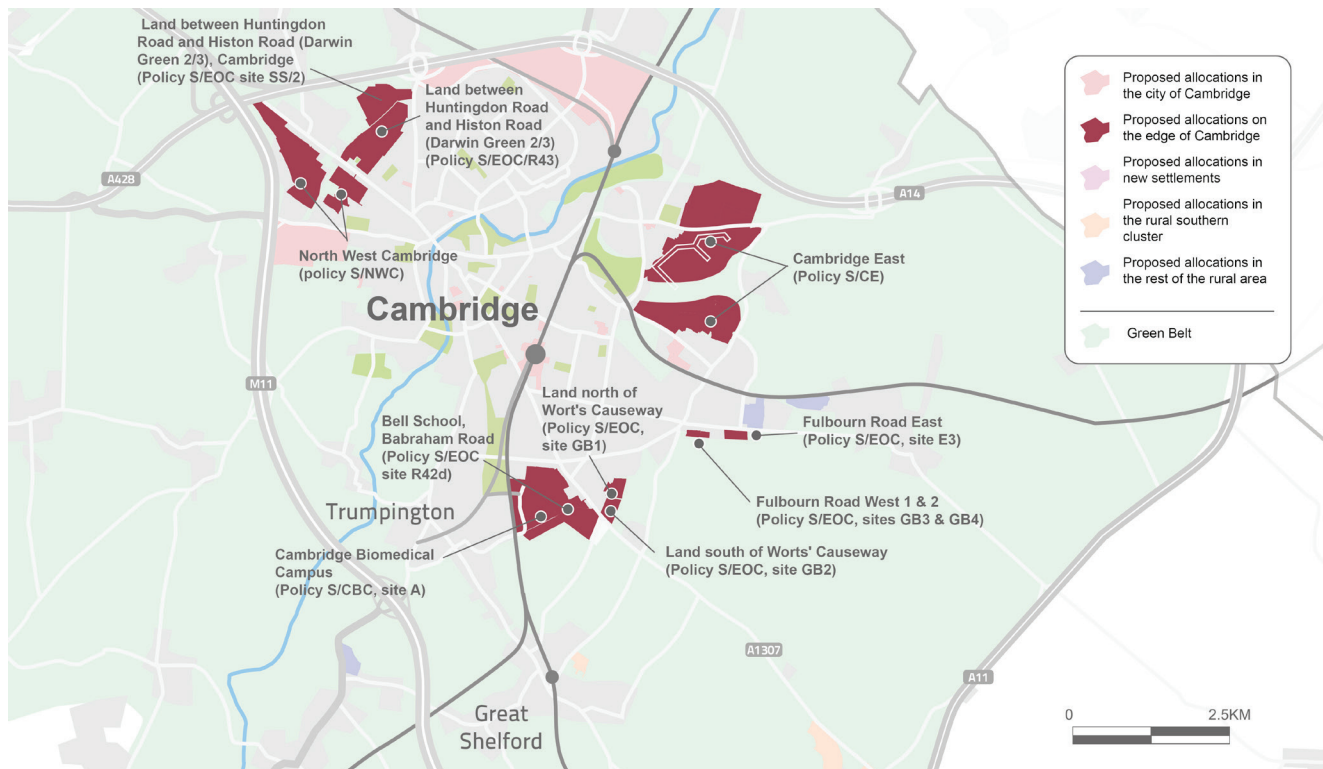 Land between Huntingdon
Road and Histon Road (Darwin
Green 2/3), Cambridge
(Policy S/EOC site SS/2)
Land between
Huntingdon Road
and Histon Road
(Darwin Green 2/3)
(Policy S/EOC/R43)
A428
A14
North West Cambridge
(policy S/NWC)
Cambridge East
(Policy S/CE)
Cambridge
M11
Land north of
Wort's Causeway
(Policy S/EOC,
site GB1)
Bell School,
Babraham Road
(Policy S/EOC
site R42d)
Fulbourn Road East
(Policy S/EOC, site E3)
Fulbourn Road West 1 & 2
(Policy S/EOC, sites GB3 & GB4)
Trumpington
Cambridge Biomedical
Campus
(Policy S/CBC, site A)
Land south of Worts' Causeway
(Policy S/EOC, site GB2)
A1307
A11
Great
Shelford
Proposed allocations in
the city of Cambridge
Proposed allocations on
the edge of Cambridge
Proposed allocations in
new settlements
Proposed allocations in
the rural southern
cluster
Proposed allocations in
the rest of the rural area
Green Belt
0 2.5KM